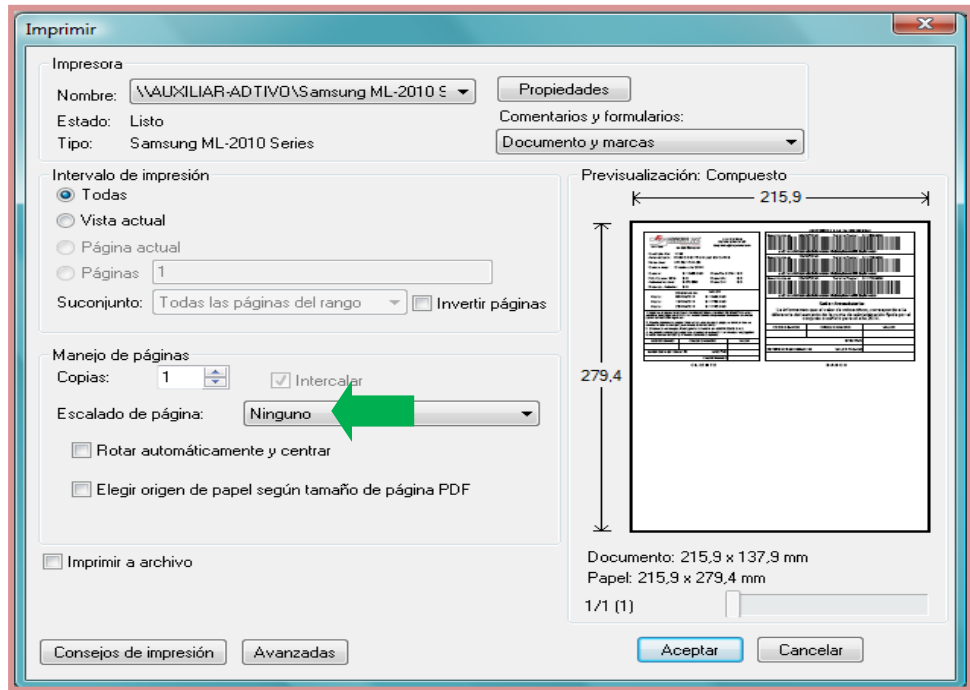 Imprimir
Impresora
Nombre: \\AUXILIAR-ADTIVO\Samsung ML-2010 S
Propiedades
Estado: Listo
Comentarios y formularios:
Tipo: Samsung ML-2010 Series
Documento y marcas
Intervalo de impresión
Todas
Vista actual
Página actual
Páginas 1
Suconjunto: Todas las páginas del rango Invertir páginas
Manejo de páginas
Copias: 1 Intercalar
Escalado de página: Ninguno
Rotar automáticamente y centrar
Elegir origen de papel según tamaño de página PDF
Imprimir a archivo
Previsualización: Compuesto
215,9
279,4
Documento: 215,9 x 137,9 mm
Papel: 215,9 x 279,4 mm
1/1 (1)
Consejos de impresión Avanzadas Aceptar Cancelar